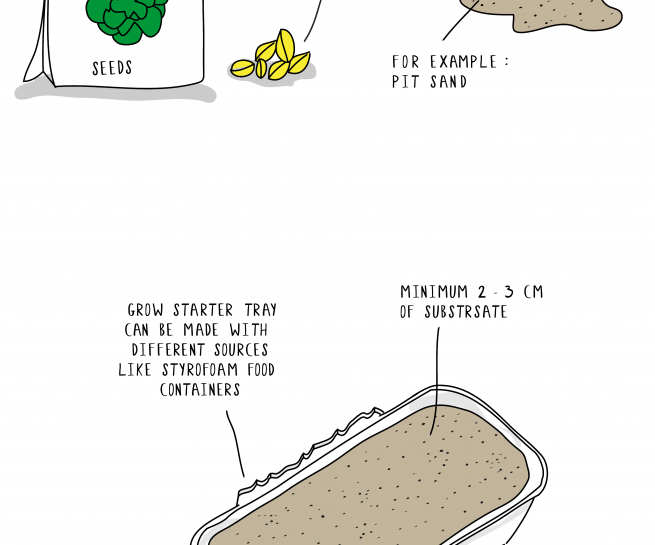 SEEDS
FOR EXAMPLE:
PIT SAND
MINIMUM 2-3 CM
OF SUBSTRSATE
GROW STARTER TRAY
CAN BE MADE WITH
DIFFERENT SOURCES
LIKE STYROFOAM FOOD
CONTAINERS